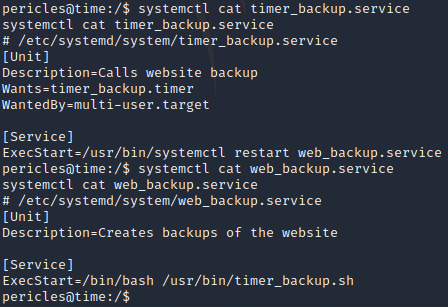 pericles@time:/$ systemctl cat timer_backup.service
systemctl cat timer_backup.service
# /etc/systemd/system/timer_backup.service
[Unit]
Description=Calls website backup
Wants=timer_backup.timer
WantedBy=multi-user.target

[Service]
ExecStart=/usr/bin/systemctl restart web_backup.service
pericles@time:/$ systemctl cat web_backup.service
systemctl cat web_backup.service
# /etc/systemd/system/web_backup.service
[Unit]
Description=Creates backups of the website

[Service]
ExecStart=/bin/bash /usr/bin/timer_backup.sh
pericles@time:/$